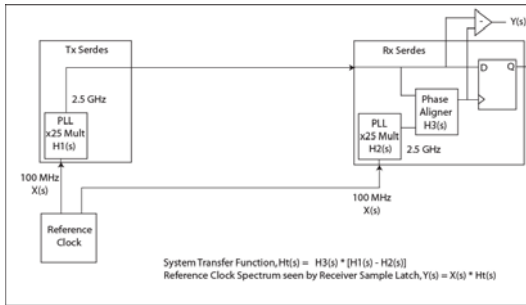 Tx Serdes
Rx Serdes
Y(s)
-
D
Q
2.5 GHz
Phase
Aligner
H3(s)
PLL
x25 Mult
H1(s)
PLL
x25 Mult
H2(s)
2.5 GHz
100 MHz
X(s)
100 MHz
X(s)
Reference
Clock
System Transfer Function, Ht(s) = H3(s) * [H1(s) - H2(s)]
Reference Clock Spectrum seen by Receiver Sample Latch, Y(s) = X(s) * Ht(s)